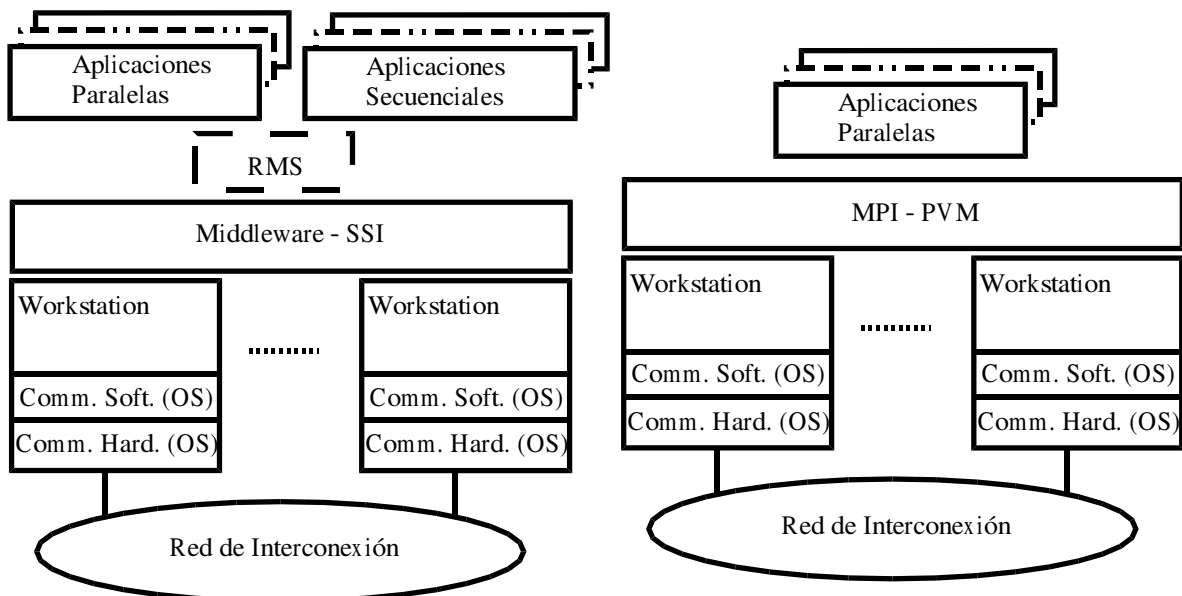 Aplicaciones
Paralelas
Aplicaciones
Secuenciales
RMS
Middleware - SSI
Workstation
Workstation
Comm. Soft. (OS)
Comm. Soft. (OS)
Comm. Hard. (OS)
Comm. Hard. (OS)
Red de Interconexión
Aplicaciones
Paralelas
MPI - PVM
Workstation
Workstation
Comm. Soft. (OS)
Comm. Soft. (OS)
Comm. Hard. (OS)
Comm. Hard. (OS)
Red de Interconexión